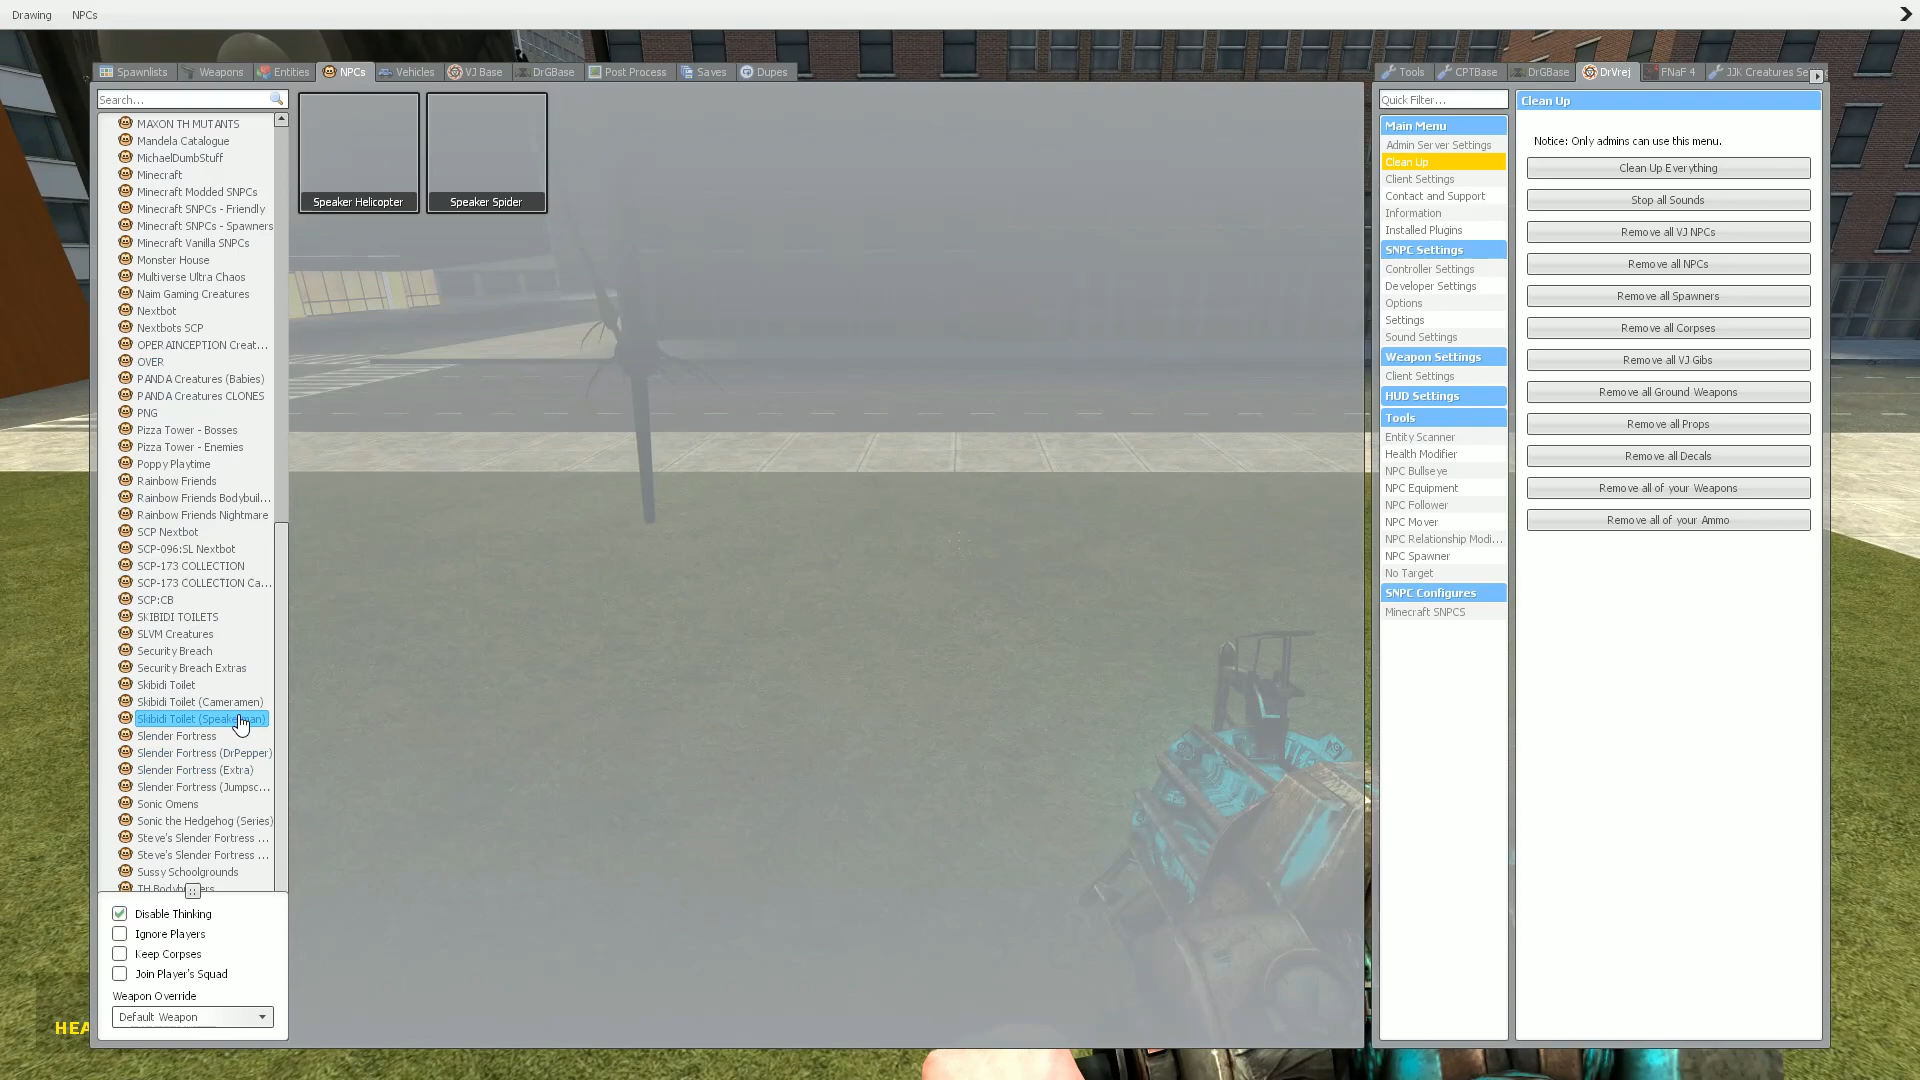 Drawing NPCs
Spawnlists Weapons Entities NPCs Vehicles VJ Base DrGBase Post Process Saves Dupes
Search...
MAXON TH MUTANTS
Mandela Catalogue
MichaelDumbStuff
Minecraft
Minecraft Modded SNPCs
Minecraft SNPCs - Friendly
Minecraft SNPCs - Spawners
Minecraft Vanilla SNPCs
Monster House
Multiverse Ultra Chaos
Naim Gaming Creatures
Nextbot
Nextbots SCP
OPERAINCEPTION Creat...
OVER
PANDA Creatures (Babies)
PANDA Creatures CLONES
PNG
Pizza Tower - Bosses
Pizza Tower - Enemies
Poppy Playtime
Rainbow Friends
Rainbow Friends Bodybuil...
Rainbow Friends Nightmare
SCP Nextbot
SCP-096:SL Nextbot
SCP-173 COLLECTION
SCP-173 COLLECTION Ca...
SCP:CB
SKIBIDI TOILETS
SLVM Creatures
Security Breach
Security Breach Extras
Skibidi Toilet
Skibidi Toilet (Cameramen)
Skibidi Toilet (Speakerman)
Slender Fortress
Slender Fortress (DrPepper)
Slender Fortress (Extra)
Slender Fortress (Jumpsc...
Sonic Omens
Sonic the Hedgehog (Series)
Steve's Slender Fortress ...
Steve's Slender Fortress ...
Sussy Schoolgrounds
Disable Thinking
Ignore Players
Keep Corpses
Join Player's Squad
Weapon Override
Default Weapon
HEA
Speaker Helicopter
Speaker Spider
Tools CPTBase DrGBase DrVrej FNaF 4 JJK Creatures Se
Quick Filter...
Main Menu
Admin Server Settings
Clean Up
Client Settings
Contact and Support
Information
Installed Plugins
SNPC Settings
Controller Settings
Developer Settings
Options
Settings
Sound Settings
Weapon Settings
Client Settings
HUD Settings
Tools
Entity Scanner
Health Modifier
NPC Bullseye
NPC Equipment
NPC Follower
NPC Mover
NPC Relationship Modi...
NPC Spawner
No Target
SNPC Configures
Minecraft SNPCS
Clean Up
Notice: Only admins can use this menu.
Clean Up Everything
Stop all Sounds
Remove all VJ NPCs
Remove all NPCs
Remove all Spawners
Remove all Corpses
Remove all VJ Gibs
Remove all Ground Weapons
Remove all Props
Remove all Decals
Remove all of your Weapons
Remove all of your Ammo